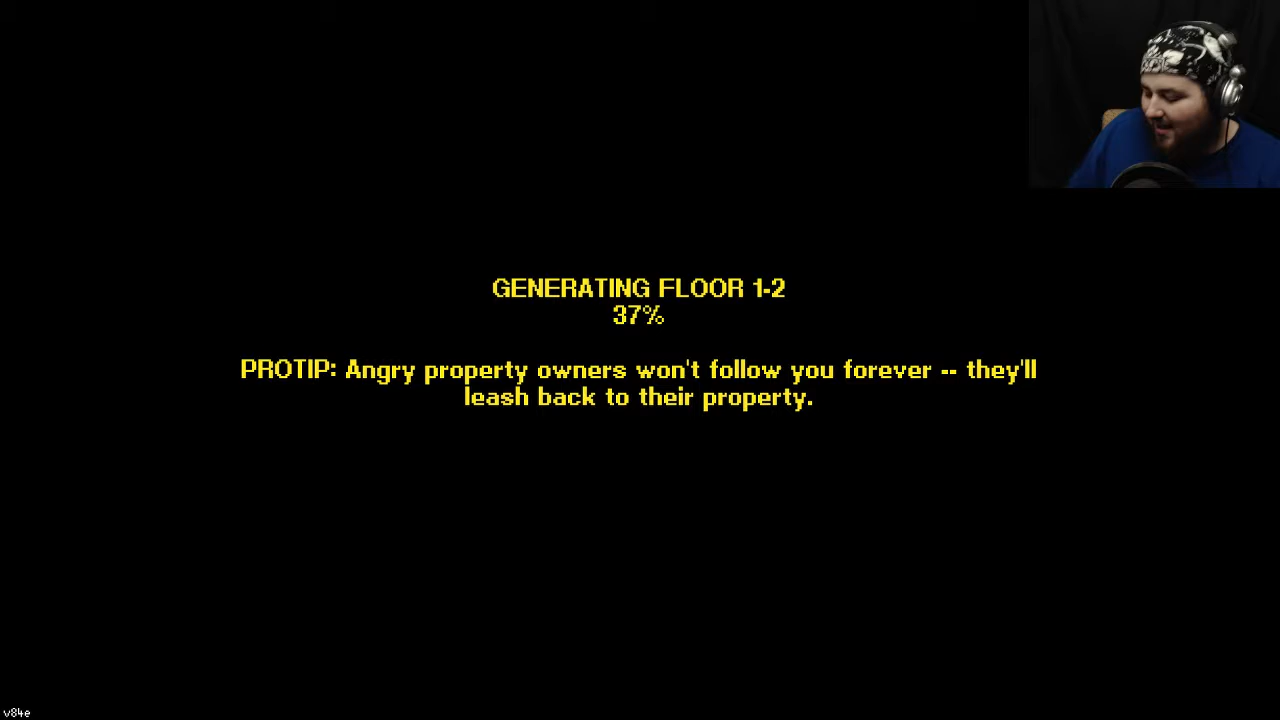 GENERATING FLOOR 1-2
37%
PROTIP: Angry property owners won't follow you forever -- they'll
leash back to their property.
v84e